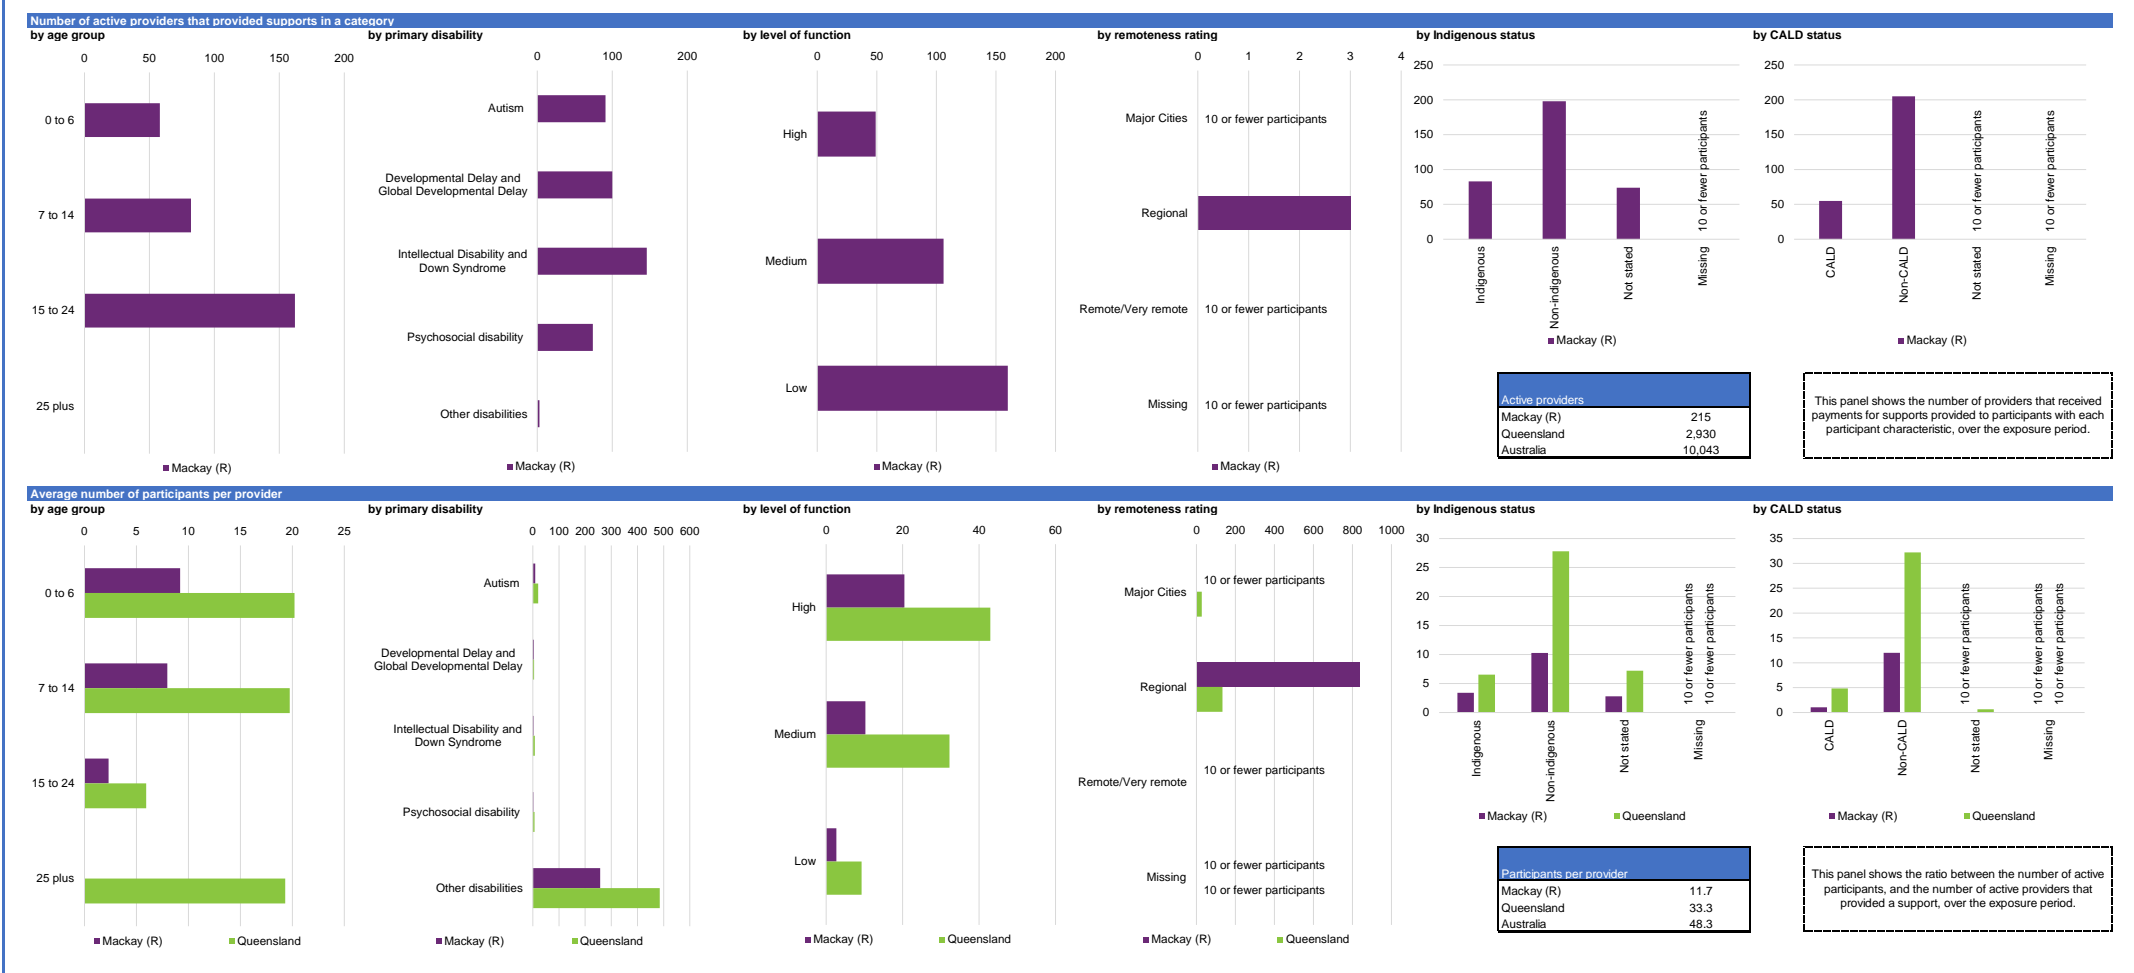 Number of active providers that provided supports in a category
by age group
0 50 100 150 200
0 to 6
7 to 14
15 to 24
25 plus
Mackay (R)
by primary disability
0 100 200
Autism
Developmental Delay and
Global Developmental Delay
Intellectual Disability and
Down Syndrome
Psychosocial disability
Other disabilities
Mackay (R)
by level of function
0 50 100 150 200
High
Medium
Low
Mackay (R)
by remoteness rating
0 1 2 3 4
Major Cities 10 or fewer participants
Regional
Remote/Very remote 10 or fewer participants
Missing 10 or fewer participants
Mackay (R)
by Indigenous status
250
200
150
100
50
0
10 or fewer participants
Indigenous
Non-indigenous
Not stated
Missing
Mackay (R)
by CALD status
250
200
150
100
50
0
10 or fewer participants
10 or fewer participants
CALD
Non-CALD
Not stated
Missing
Mackay (R)
Active providers
Mackay (R) 215
Queensland 2,930
Australia 10,043
This panel shows the number of providers that received
payments for supports provided to participants with each
participant characteristic, over the exposure period.
Average number of participants per provider
by age group
0 5 10 15 20 25
0 to 6
7 to 14
15 to 24
25 plus
Mackay (R) Queensland
by primary disability
0 100 200 300 400 500 600
Autism
Developmental Delay and
Global Developmental Delay
Intellectual Disability and
Down Syndrome
Psychosocial disability
Other disabilities
Mackay (R) Queensland
by level of function
0 20 40 60
High
Medium
Low
Mackay (R) Queensland
by remoteness rating
0 200 400 600 800 1000
10 or fewer participants
Major Cities
Regional
10 or fewer participants
Remote/Very remote
10 or fewer participants
Missing
10 or fewer participants
Mackay (R) Queensland
by Indigenous status
30
25
20
15
10
5
0
10 or fewer participants
10 or fewer participants
Indigenous
Non-indigenous
Not stated
Missing
Mackay (R) Queensland
by CALD status
35
30
25
20
15
10
5
0
10 or fewer participants
10 or fewer participants
10 or fewer participants
CALD
Non-CALD
Not stated
Missing
Mackay (R) Queensland
Participants per provider
Mackay (R) 11.7
Queensland 33.3
Australia 48.3
This panel shows the ratio between the number of active
participants, and the number of active providers that
provided a support, over the exposure period.